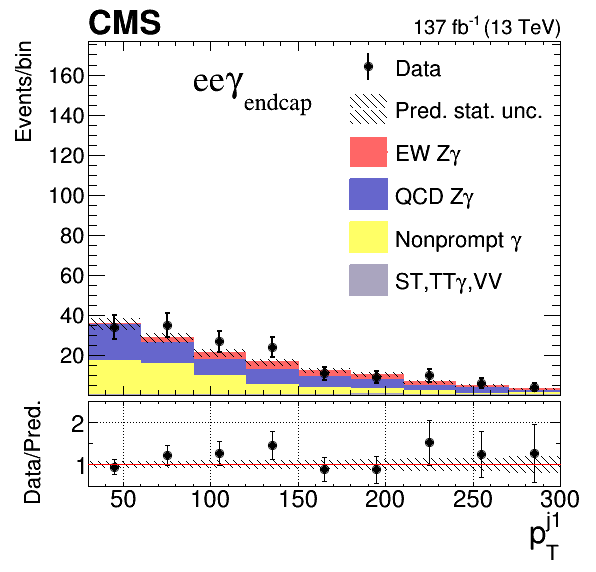 CMS
137 fb⁻¹ (13 TeV)
Events/bin
160
140
120
100
80
60
40
20
eeγ endcap
Data
Pred. stat. unc.
EW Zγ
QCD Zγ
Nonprompt γ
ST,TTγ,VV
Data/Pred.
2
1
50 100 150 200 250 300
p_T^j1